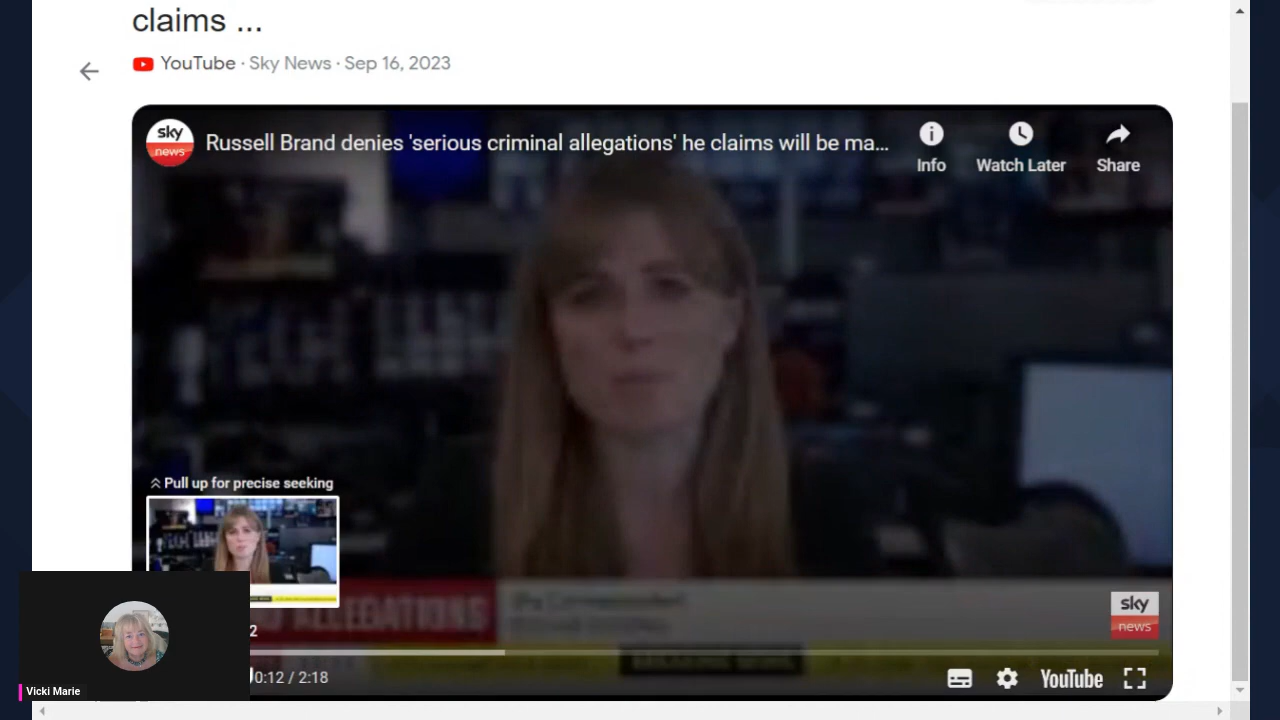 claims ...
YouTube · Sky News · Sep 16, 2023
sky
news
Russell Brand denies 'serious criminal allegations' he claims will be ma...
Info
Watch Later
Share
Pull up for precise seeking
ALLEGATIONS
sky
news
2
0:12 / 2:18
YouTube
Vicki Marie